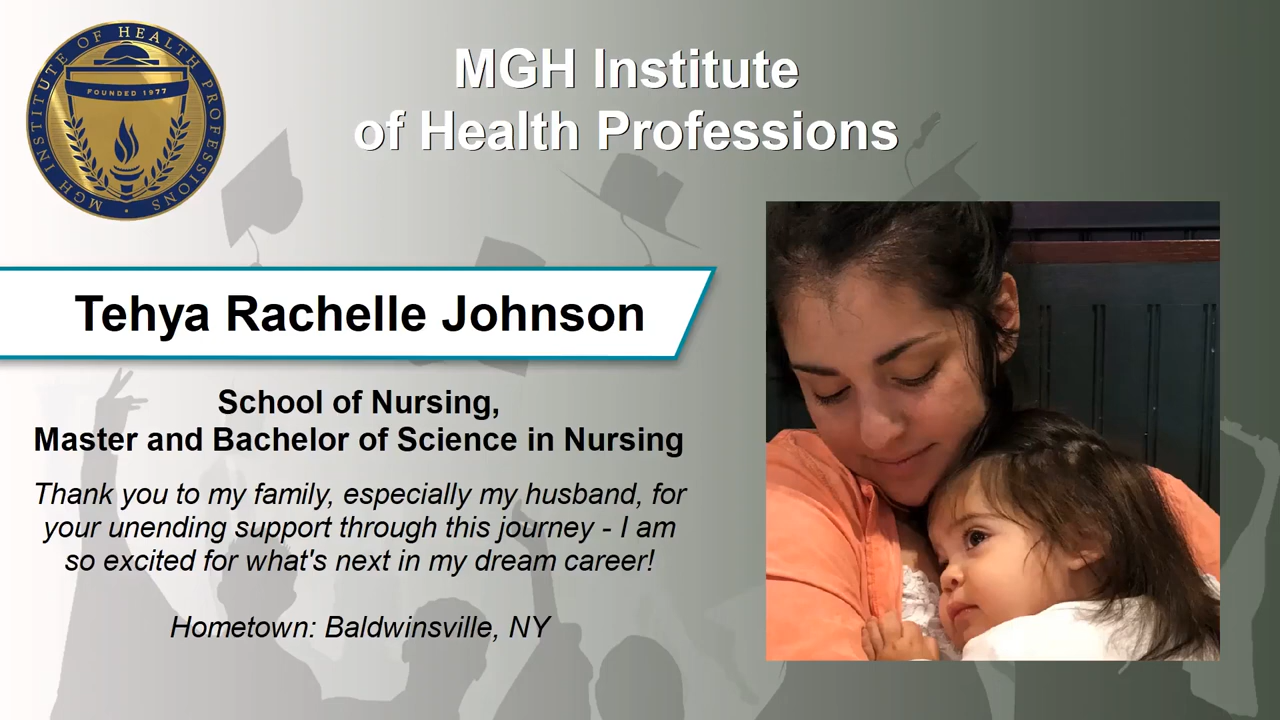 MGH INSTITUTE OF HEALTH PROFESSIONS
FOUNDED 1977
MGH Institute
of Health Professions
Tehya Rachelle Johnson
School of Nursing,
Master and Bachelor of Science in Nursing
Thank you to my family, especially my husband, for
your unending support through this journey - I am
so excited for what's next in my dream career!
Hometown: Baldwinsville, NY